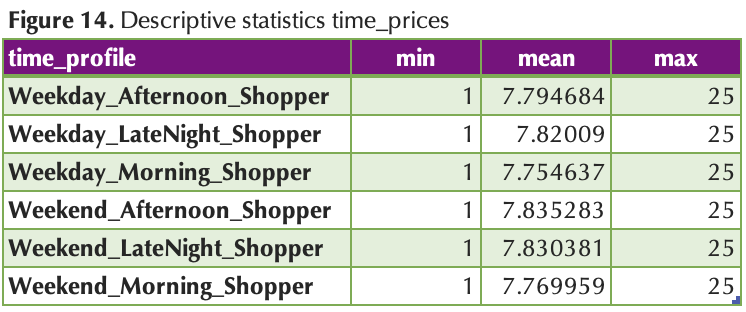 Figure 14. Descriptive statistics time_prices
time_profile min mean max
Weekday_Afternoon_Shopper 1 7.794684 25
Weekday_LateNight_Shopper 1 7.82009 25
Weekday_Morning_Shopper 1 7.754637 25
Weekend_Afternoon_Shopper 1 7.835283 25
Weekend_LateNight_Shopper 1 7.830381 25
Weekend_Morning_Shopper 1 7.769959 25